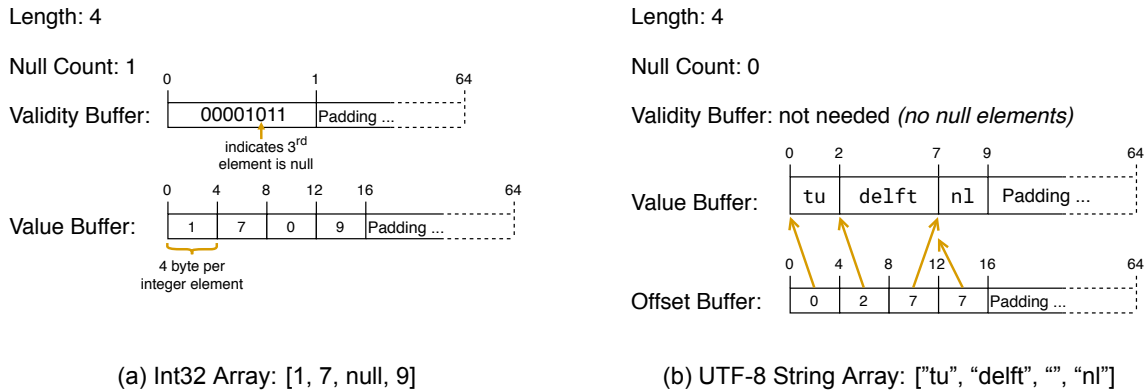 Length: 4
Null Count: 1
0 1 64
Validity Buffer: 00001011 Padding ...
indicates 3rd
element is null
0 4 8 12 16 64
Value Buffer: 1 7 0 9 Padding ...
4 byte per
integer element
(a) Int32 Array: [1, 7, null, 9]
Length: 4
Null Count: 0
Validity Buffer: not needed (no null elements)
0 2 7 9 64
Value Buffer: tu delft nl Padding ...
0 4 8 12 16 64
Offset Buffer: 0 2 7 7 Padding ...
(b) UTF-8 String Array: ["tu", “delft”, “”, “nl”]